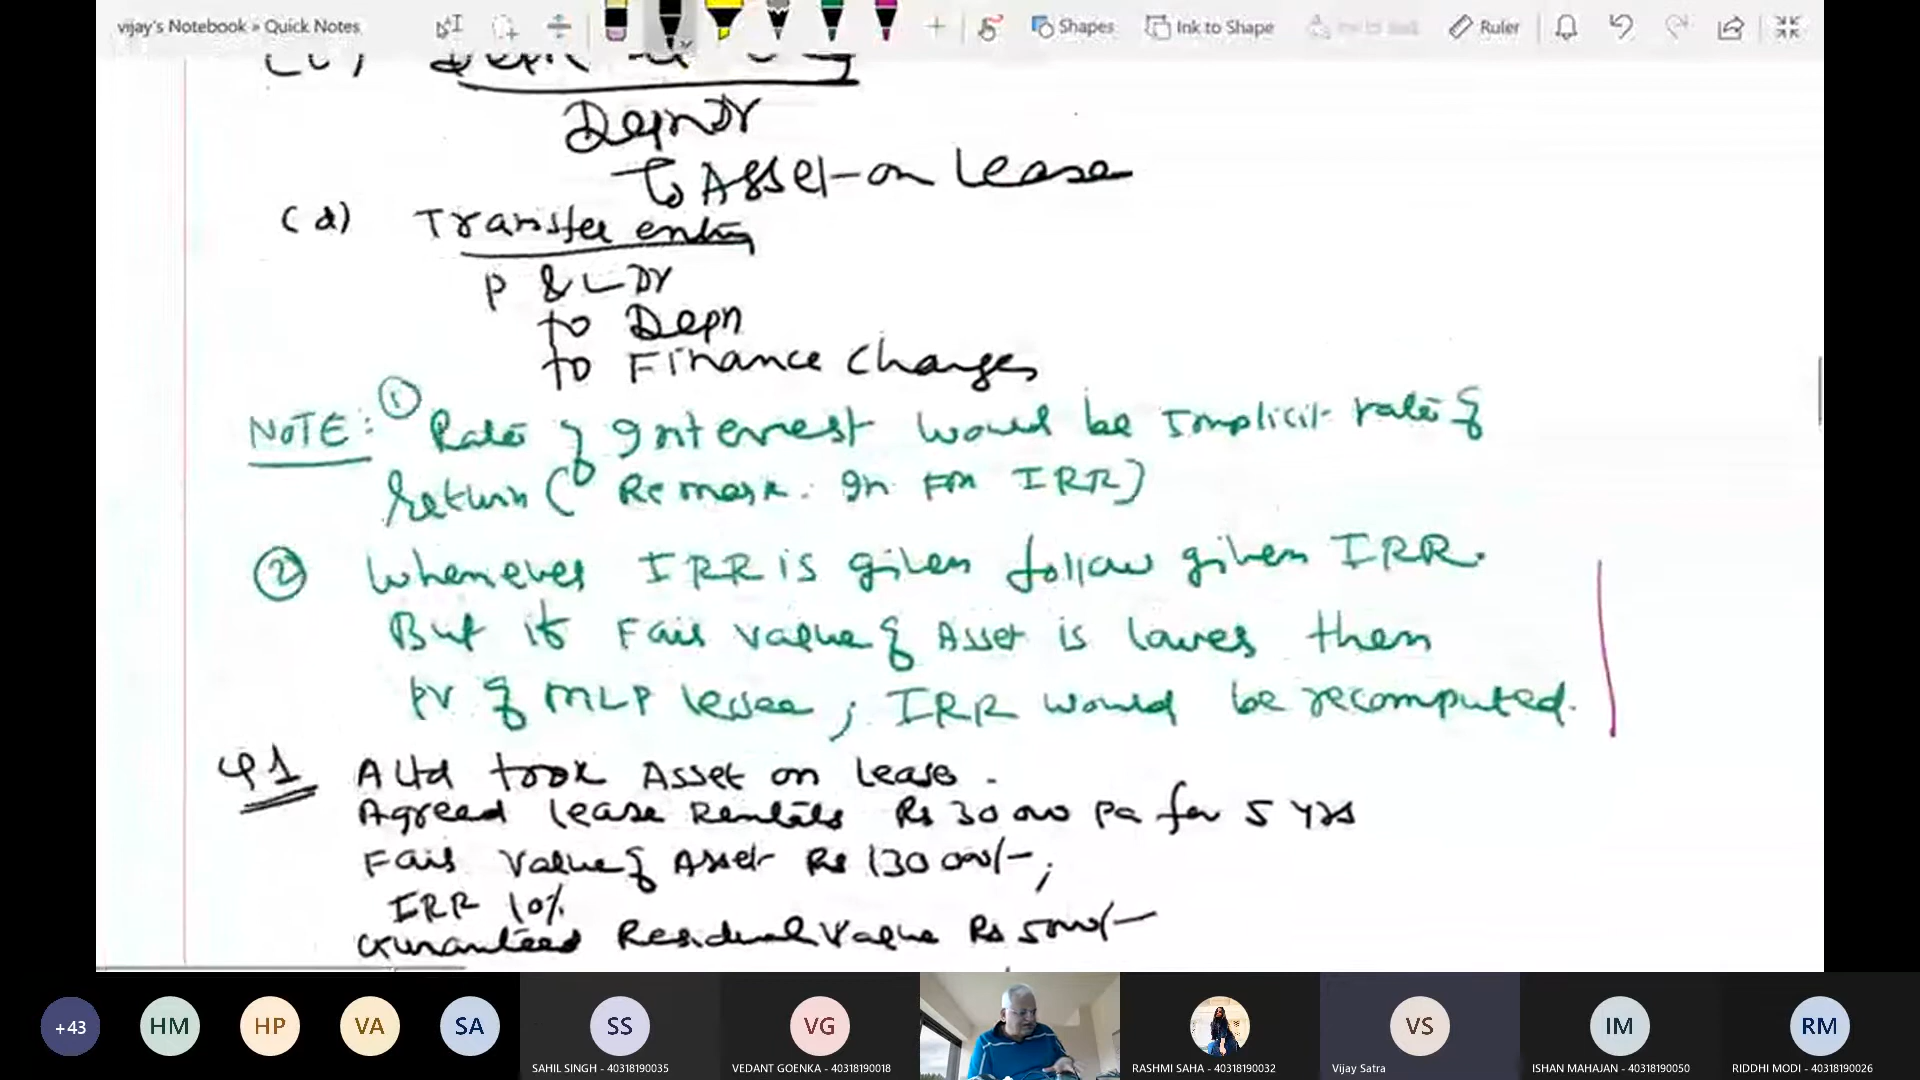 vijay's Notebook » Quick Notes
Shapes
Ink to Shape
Ruler
Depn Dr
To Asset on Lease
(d) Transfer entry
P & L Dr
to Depn
to Finance Charges
NOTE: ① Rate of Interest would be Implicit rate of
return (Remark. In Fm IRR)
② Whenever IRR is given follow given IRR.
But if Fair value of Asset is lower then
PV of MLP lessee; IRR would be recomputed.
Q1 A Ltd took Asset on Lease.
Agreed Lease Rentals Rs 30000 pa for 5 yrs
Fair Value of Asset Rs 130000/-;
IRR 10%
Guranteed Residual Value Rs 5000/-
+43
HM
HP
VA
SA
SS
VG
VS
IM
RM
SAHIL SINGH - 40318190035
VEDANT GOENKA - 40318190018
RASHMI SAHA - 40318190032
Vijay Satra
ISHAN MAHAJAN - 40318190050
RIDDHI MODI - 40318190026